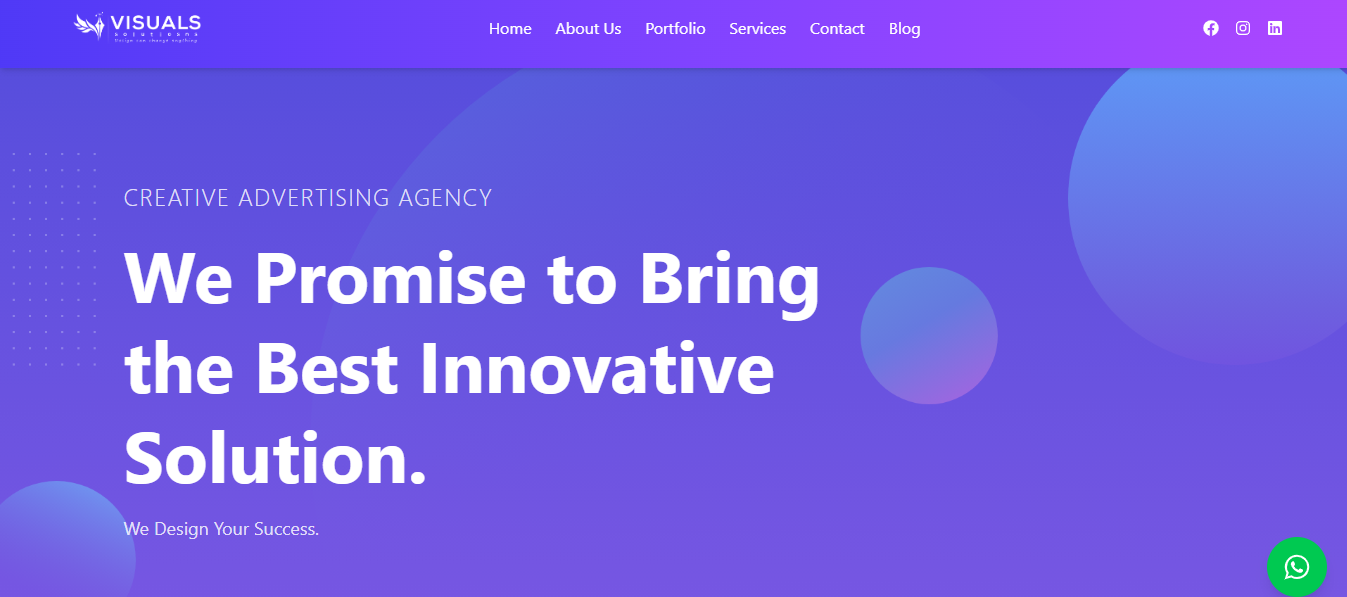 VISUALS
solutions
Design can change anything
Home About Us Portfolio Services Contact Blog
CREATIVE ADVERTISING AGENCY
We Promise to Bring
the Best Innovative
Solution.
We Design Your Success.